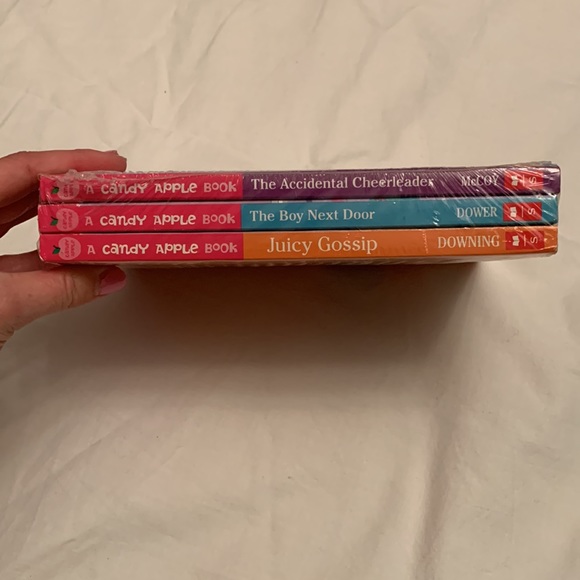 A CANDY APPLE BOOK The Accidental Cheerleader McCOY
A CANDY APPLE BOOK The Boy Next Door DOWER
A CANDY APPLE BOOK Juicy Gossip DOWNING